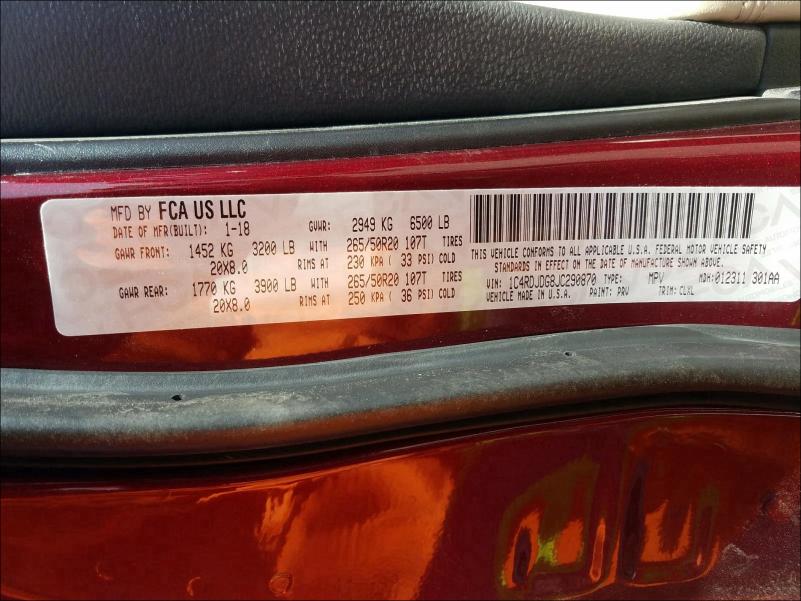 MFD BY FCA US LLC
DATE OF MFR(BUILT): 1-18 GVWR: 2949 KG 6500 LB
GAWR FRONT: 1452 KG 3200 LB WITH 265/50R20 107T TIRES
20X8.0 RIMS AT 230 KPA ( 33 PSI) COLD
GAWR REAR: 1770 KG 3900 LB WITH 265/50R20 107T TIRES
20X8.0 RIMS AT 250 KPA ( 36 PSI) COLD
THIS VEHICLE CONFORMS TO ALL APPLICABLE U.S.A. FEDERAL MOTOR VEHICLE SAFETY
STANDARDS IN EFFECT ON THE DATE OF MANUFACTURE SHOWN ABOVE.
VIN: 1C4RDJDG8JC290870 TYPE: MPV MDH: 012311 301AA
VEHICLE MADE IN U.S.A. PAINT: PRV TRIM: CLXL